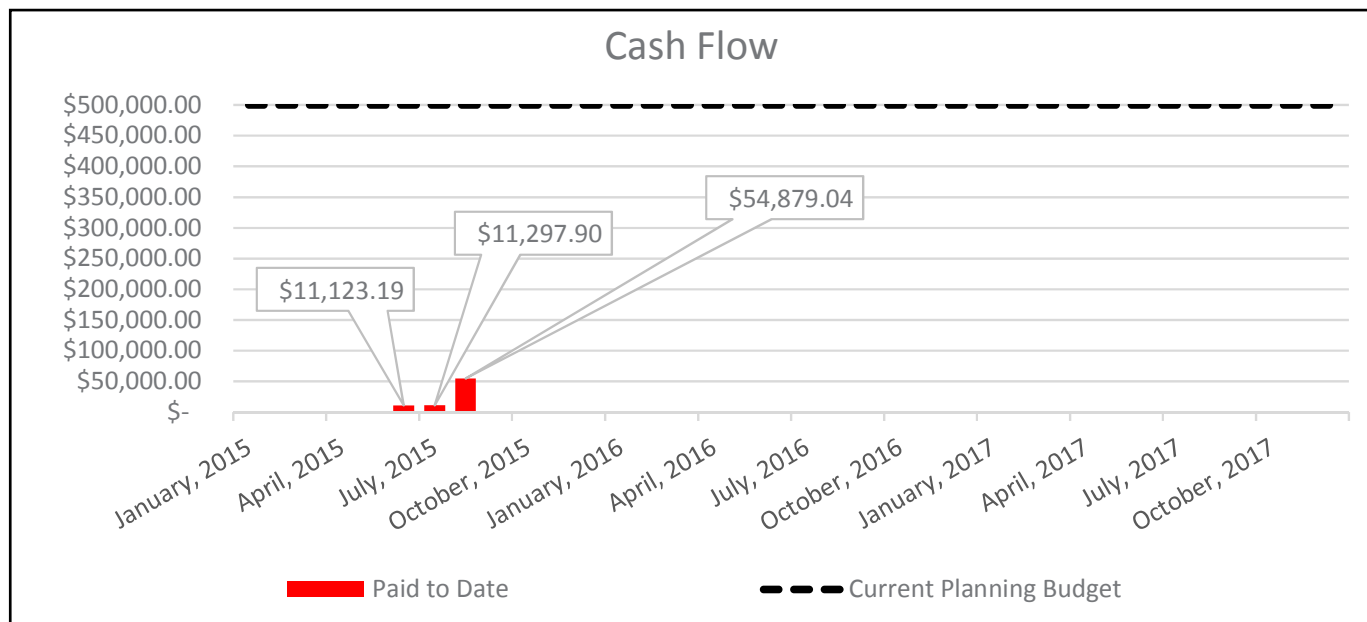 Cash Flow
$500,000.00
$450,000.00
$400,000.00
$350,000.00
$300,000.00
$250,000.00
$200,000.00
$150,000.00
$100,000.00
$50,000.00
$-
$54,879.04
$11,297.90
$11,123.19
January, 2015
April, 2015
July, 2015
October, 2015
January, 2016
April, 2016
July, 2016
October, 2016
January, 2017
April, 2017
July, 2017
October, 2017
Paid to Date
Current Planning Budget